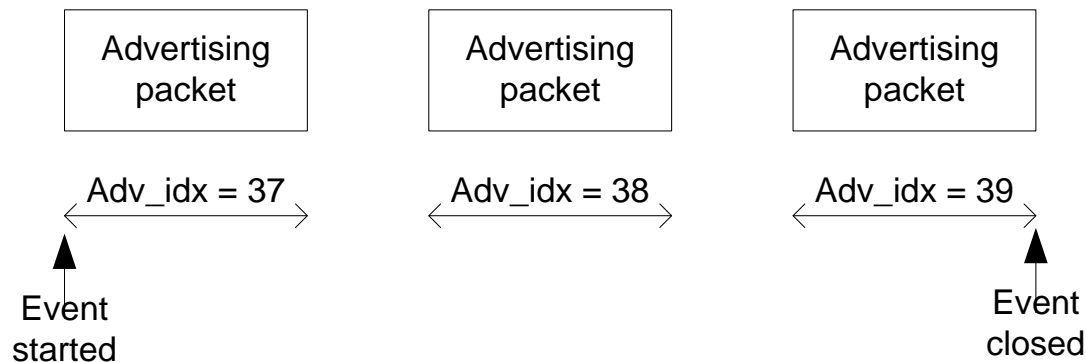 Advertising
packet
Advertising
packet
Advertising
packet
Adv_idx = 37
Adv_idx = 38
Adv_idx = 39
Event
started
Event
closed